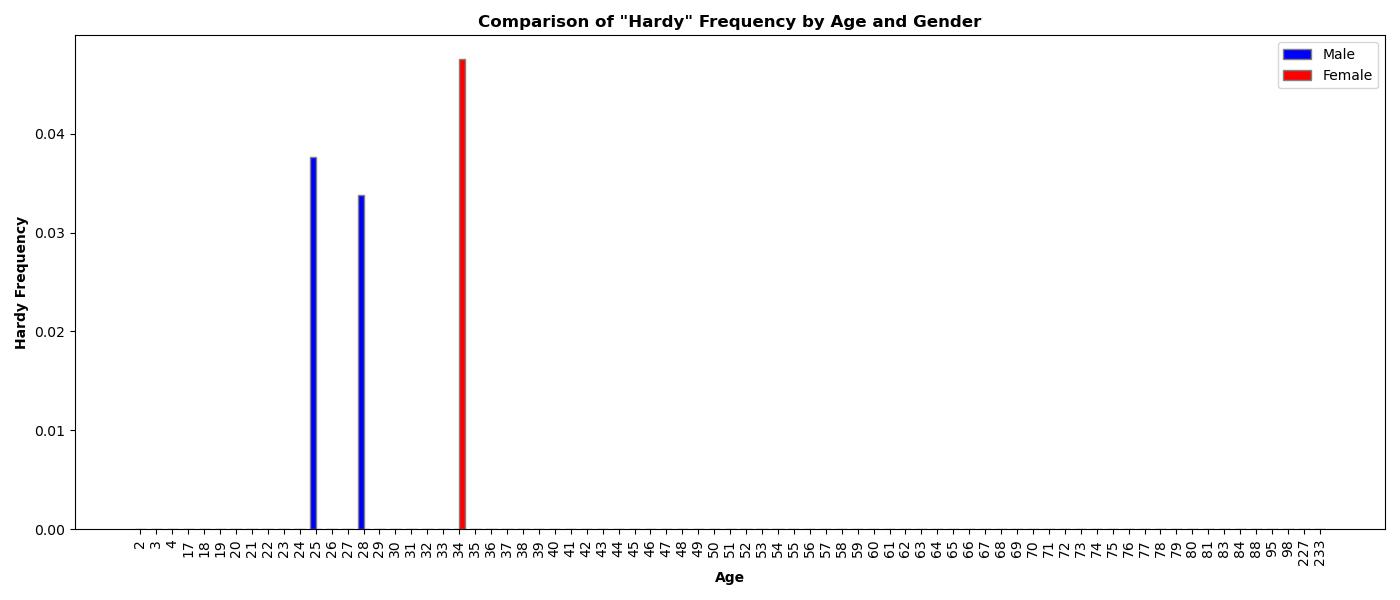 Comparison of "Hardy" Frequency by Age and Gender
Male
Female
Hardy Frequency
0.04
0.03
0.02
0.01
0.00
2 3 4 17 18 19 20 21 22 23 24 25 26 27 28 29 30 31 32 33 34 35 36 37 38 39 40 41 42 43 44 45 46 47 48 49 50 51 52 53 54 55 56 57 58 59 60 61 62 63 64 65 66 67 68 69 70 71 72 73 74 75 76 77 78 79 80 81 83 84 88 95 98 227 233
Age